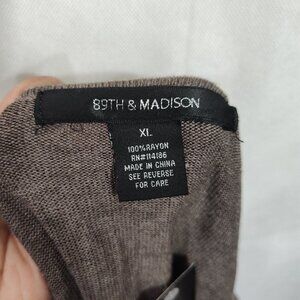 89TH & MADISON
XL
100% RAYON
RN#114186
MADE IN CHINA
SEE REVERSE
FOR CARE